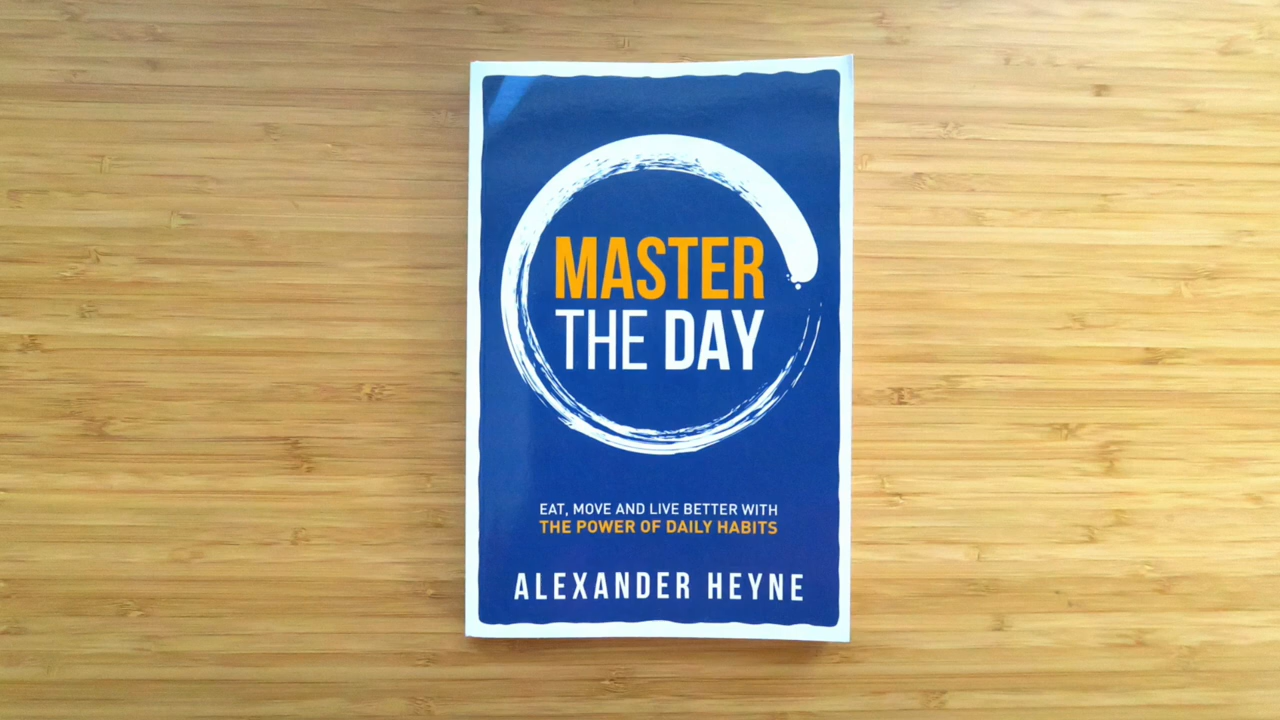 MASTER
THE DAY
EAT, MOVE AND LIVE BETTER WITH
THE POWER OF DAILY HABITS
ALEXANDER HEYNE